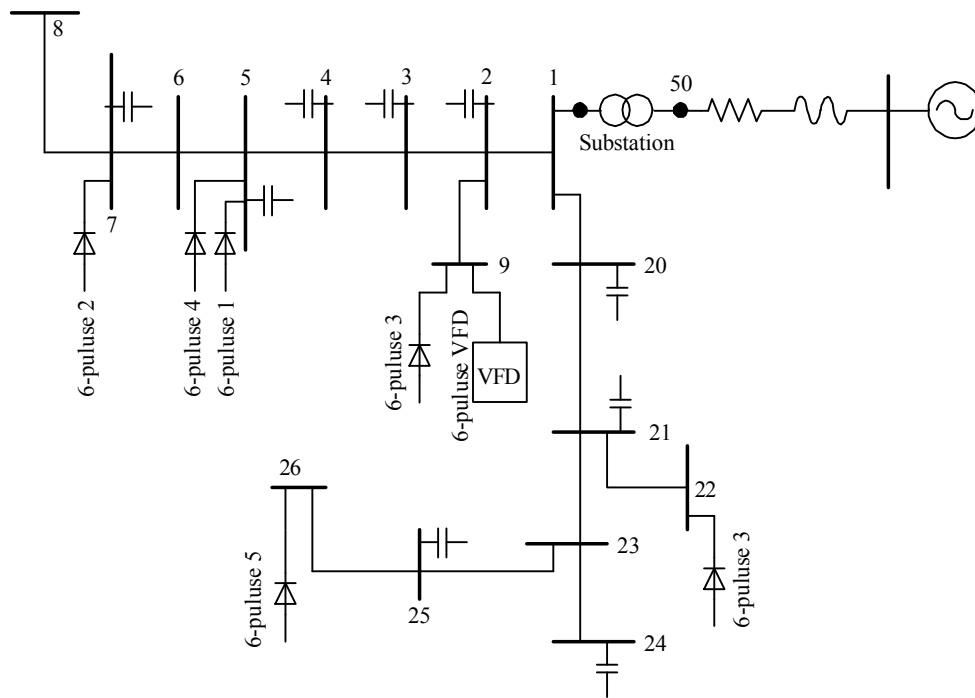 8
6
5
4
3
2
1
50
Substation
7
9
20
6-puluse 2
6-puluse 4
6-puluse 1
6-puluse 3
6-puluse VFD
VFD
21
26
22
23
6-puluse 5
25
6-puluse 3
24